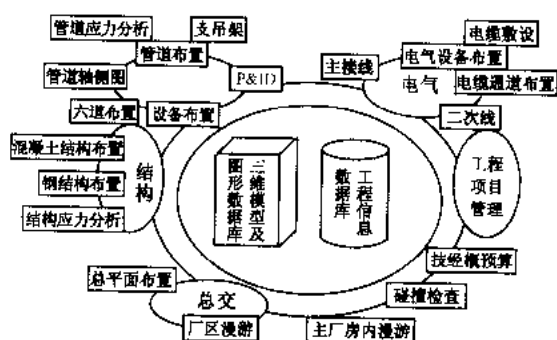 管道应力分析
支吊架
管道布置
管道轴侧图
P&ID
六道布置
设备布置
主接线
电缆敷设
电气设备布置
电气
电缆通道布置
二次线
混凝土结构布置
钢结构布置
结构应力分析
结构
三维模型及
图形数据库
工程信息
数据库
工程
项目
管理
技经概预算
碰撞检查
主厂房内漫游
总平面布置
总交
厂区漫游